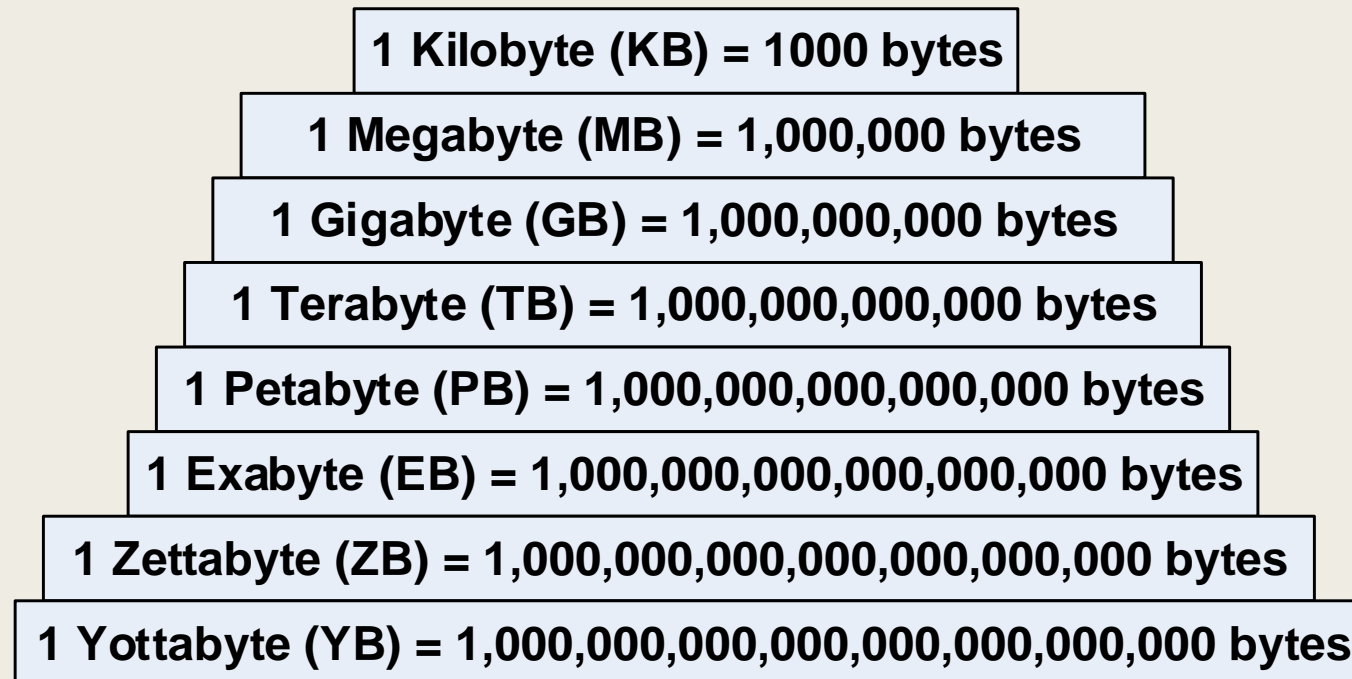 1 Kilobyte (KB) = 1000 bytes
1 Megabyte (MB) = 1,000,000 bytes
1 Gigabyte (GB) = 1,000,000,000 bytes
1 Terabyte (TB) = 1,000,000,000,000 bytes
1 Petabyte (PB) = 1,000,000,000,000,000 bytes
1 Exabyte (EB) = 1,000,000,000,000,000,000 bytes
1 Zettabyte (ZB) = 1,000,000,000,000,000,000,000 bytes
1 Yottabyte (YB) = 1,000,000,000,000,000,000,000,000 bytes